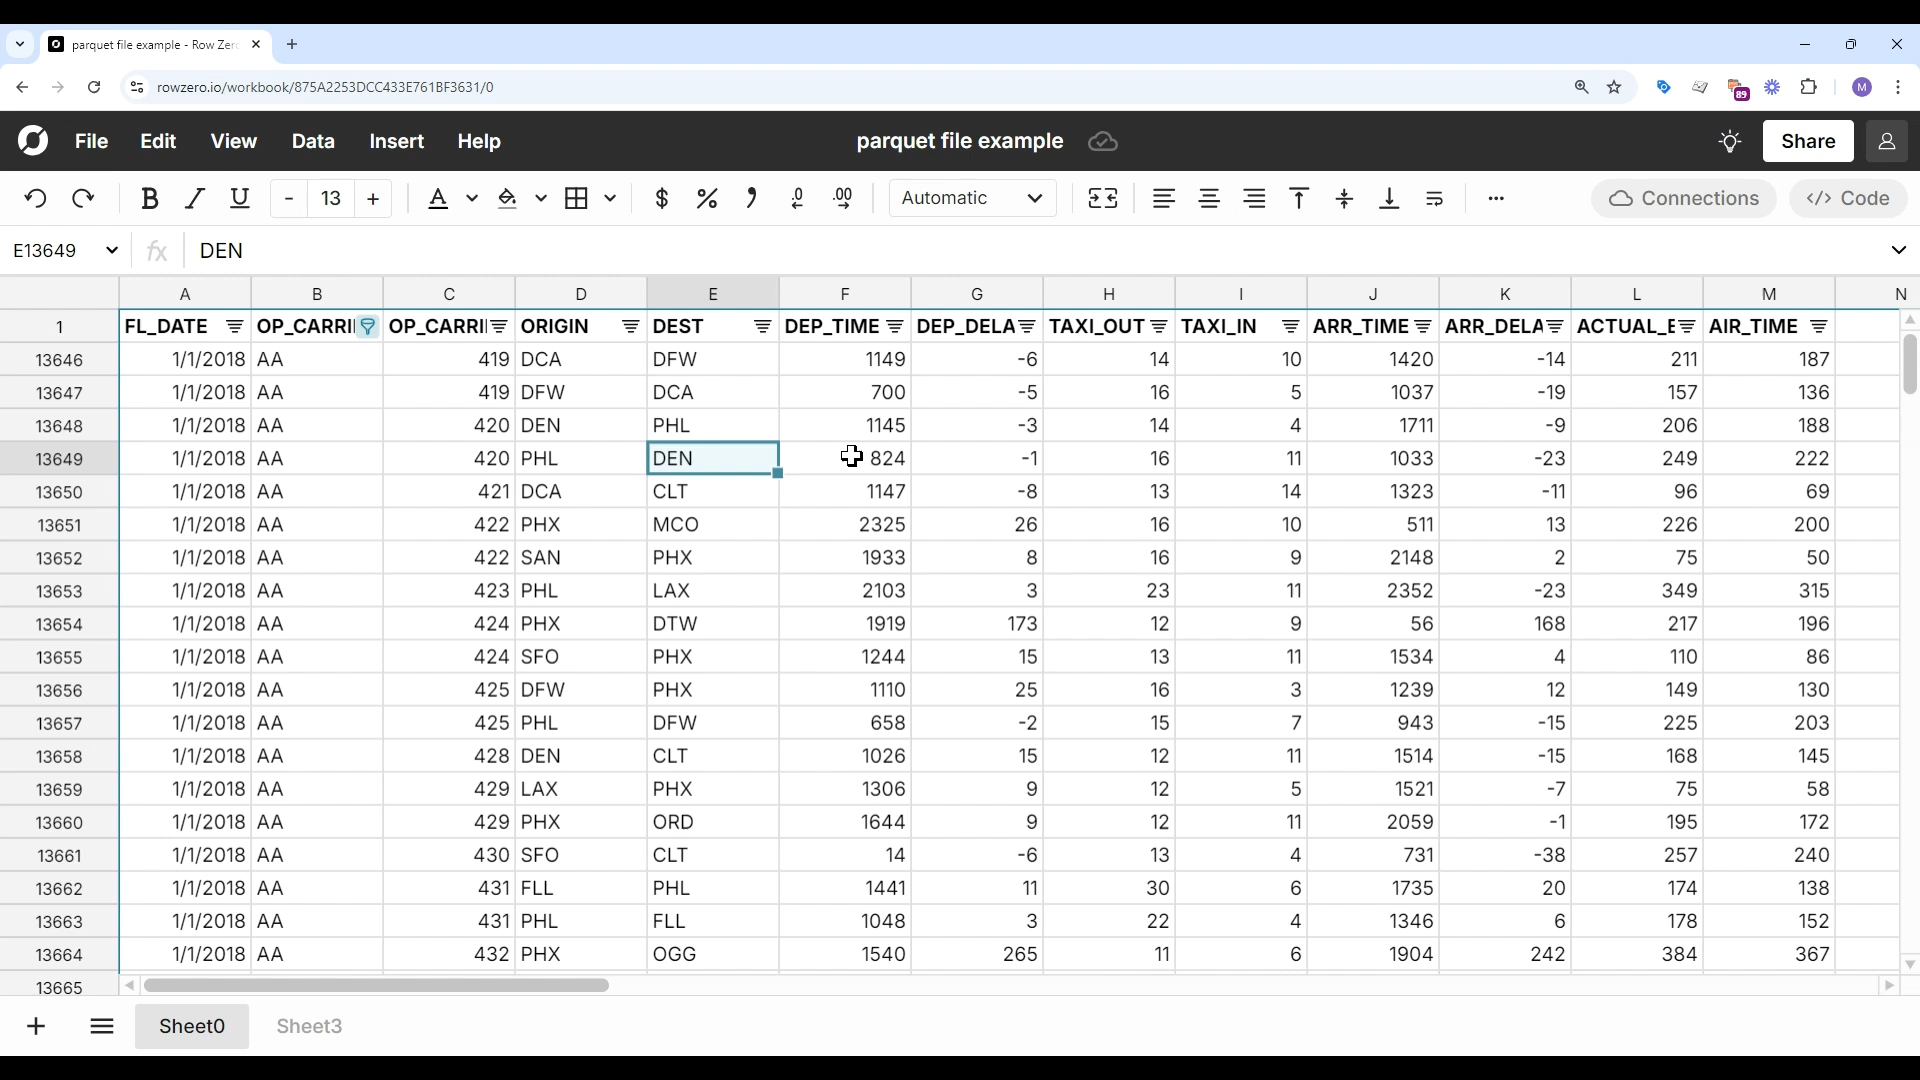 parquet file example - Row Zer
rowzero.io/workbook/875A2253DCC433E761BF3631/0
89
M
File Edit View Data Insert Help
parquet file example
Share
B I U - 13 + A $ % , .0 .00 Automatic ... Connections </> Code
E13649 fx DEN
A B C D E F G H I J K L M N
1 FL_DATE OP_CARRI OP_CARRI ORIGIN DEST DEP_TIME DEP_DELA TAXI_OUT TAXI_IN ARR_TIME ARR_DELA ACTUAL_E AIR_TIME
13646 1/1/2018 AA 419 DCA DFW 1149 -6 14 10 1420 -14 211 187
13647 1/1/2018 AA 419 DFW DCA 700 -5 16 5 1037 -19 157 136
13648 1/1/2018 AA 420 DEN PHL 1145 -3 14 4 1711 -9 206 188
13649 1/1/2018 AA 420 PHL DEN 824 -1 16 11 1033 -23 249 222
13650 1/1/2018 AA 421 DCA CLT 1147 -8 13 14 1323 -11 96 69
13651 1/1/2018 AA 422 PHX MCO 2325 26 16 10 511 13 226 200
13652 1/1/2018 AA 422 SAN PHX 1933 8 16 9 2148 2 75 50
13653 1/1/2018 AA 423 PHL LAX 2103 3 23 11 2352 -23 349 315
13654 1/1/2018 AA 424 PHX DTW 1919 173 12 9 56 168 217 196
13655 1/1/2018 AA 424 SFO PHX 1244 15 13 11 1534 4 110 86
13656 1/1/2018 AA 425 DFW PHX 1110 25 16 3 1239 12 149 130
13657 1/1/2018 AA 425 PHL DFW 658 -2 15 7 943 -15 225 203
13658 1/1/2018 AA 428 DEN CLT 1026 15 12 11 1514 -15 168 145
13659 1/1/2018 AA 429 LAX PHX 1306 9 12 5 1521 -7 75 58
13660 1/1/2018 AA 429 PHX ORD 1644 9 12 11 2059 -1 195 172
13661 1/1/2018 AA 430 SFO CLT 14 -6 13 4 731 -38 257 240
13662 1/1/2018 AA 431 FLL PHL 1441 11 30 6 1735 20 174 138
13663 1/1/2018 AA 431 PHL FLL 1048 3 22 4 1346 6 178 152
13664 1/1/2018 AA 432 PHX OGG 1540 265 11 6 1904 242 384 367
13665
Sheet0 Sheet3